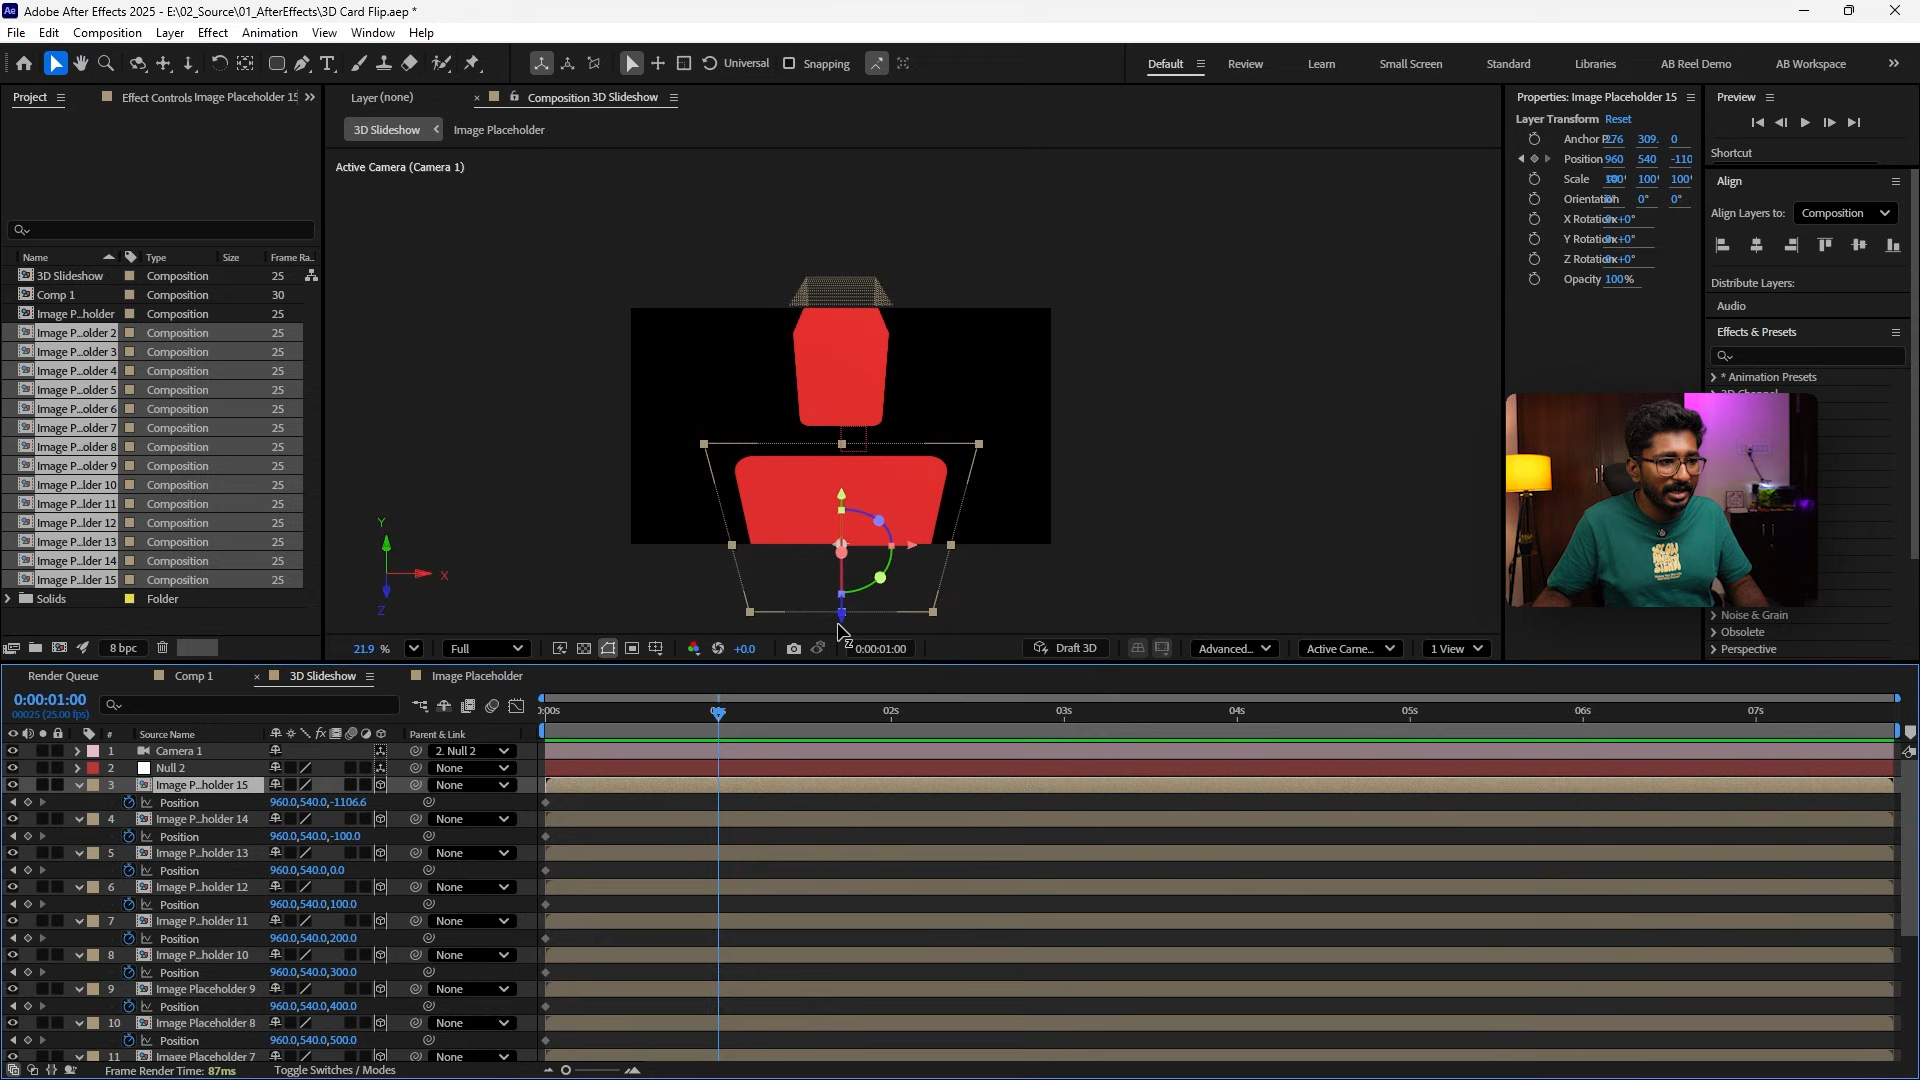 Adobe After Effects 2025 - E:\02_Source\01_AfterEffects\3D Card Flip.aep *
File Edit Composition Layer Effect Animation View Window Help
Universal Snapping
Default Review Learn Small Screen Standard Libraries AB Reel Demo AB Workspace
Project Effect Controls Image Placeholder 15
Name Type Size Frame Ra..
3D Slideshow Composition 25
Comp 1 Composition 30
Image P...holder Composition 25
Image P...older 2 Composition 25
Image P...older 3 Composition 25
Image P...older 4 Composition 25
Image P...older 5 Composition 25
Image P...older 6 Composition 25
Image P...older 7 Composition 25
Image P...older 8 Composition 25
Image P...older 9 Composition 25
Image P...lder 10 Composition 25
Image P...lder 11 Composition 25
Image P...lder 12 Composition 25
Image P...lder 13 Composition 25
Image P...lder 14 Composition 25
Image P...lder 15 Composition 25
Solids Folder
8 bpc
Layer (none) Composition 3D Slideshow
3D Slideshow Image Placeholder
Active Camera (Camera 1)
Y
X
Z
Z
21.9 % Full +0.0 0:00:01:00 Draft 3D Advanced... Active Came... 1 View
Properties: Image Placeholder 15
Layer Transform Reset
Anchor P 276 309. 0
Position 960 540 -110
Scale 100 100 100
Orientation 0° 0° 0°
X Rotation 0x+0°
Y Rotation 0x+0°
Z Rotation 0x+0°
Opacity 100%
Preview
Shortcut
Align
Align Layers to: Composition
Distribute Layers:
Audio
Effects & Presets
* Animation Presets
3D Channel
Noise & Grain
Obsolete
Perspective
Render Queue Comp 1 3D Slideshow Image Placeholder
0:00:01:00
00025 (25.00 fps)
02s 03s 04s 05s 06s 07s
# Source Name fx Parent & Link
1 Camera 1 2. Null 2
2 Null 2 None
3 Image P...holder 15 None
Position 960.0,540.0,-1106.6
4 Image P...holder 14 None
Position 960.0,540.0,-100.0
5 Image P...holder 13 None
Position 960.0,540.0,0.0
6 Image P...holder 12 None
Position 960.0,540.0,100.0
7 Image P...holder 11 None
Position 960.0,540.0,200.0
8 Image P...holder 10 None
Position 960.0,540.0,300.0
9 Image Placeholder 9 None
Position 960.0,540.0,400.0
10 Image Placeholder 8 None
Position 960.0,540.0,500.0
11 Image Placeholder 7 None
Frame Render Time: 87ms Toggle Switches / Modes